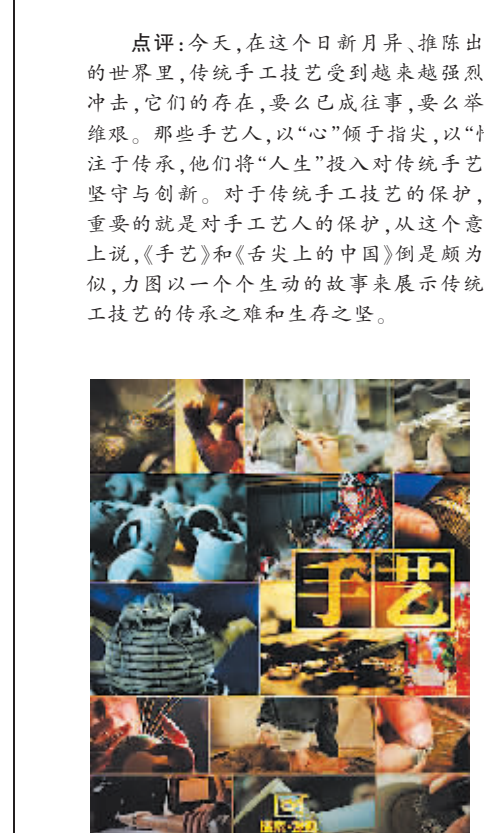 点评:今天,在这个日新月异、推陈出
的世界里,传统手工技艺受到越来越强烈
冲击,它们的存在,要么已成往事,要么举
维艰。那些手艺人,以“心”倾于指尖,以“
注于传承,他们将“人生”投入对传统手艺
坚守与创新。对于传统手工技艺的保护,
重要的就是对手工艺人的保护,从这个意
上说,《手艺》和《舌尖上的中国》倒是颇为
似,力图以一个个生动的故事来展示传统
工技艺的传承之难和生存之坚。
手艺